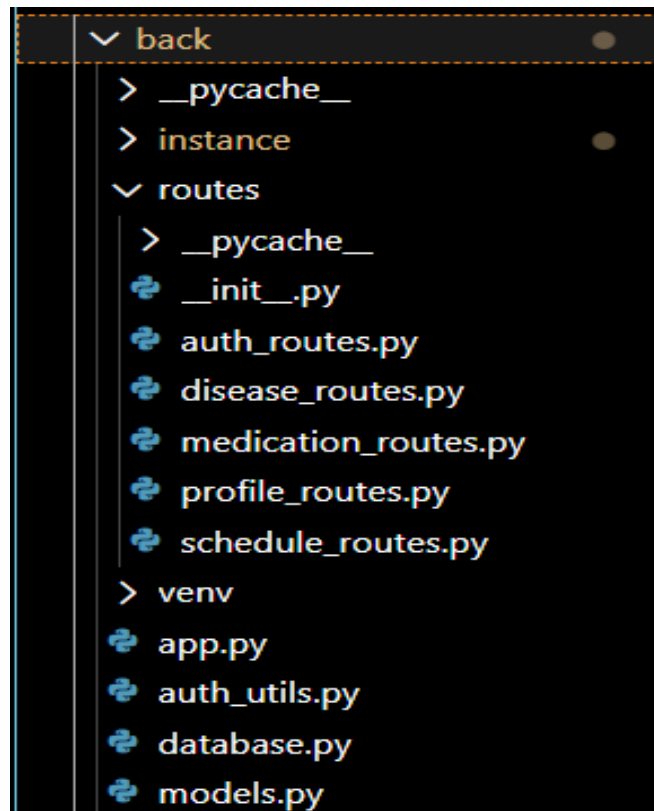 back
__pycache__
instance
routes
__pycache__
__init__.py
auth_routes.py
disease_routes.py
medication_routes.py
profile_routes.py
schedule_routes.py
venv
app.py
auth_utils.py
database.py
models.py